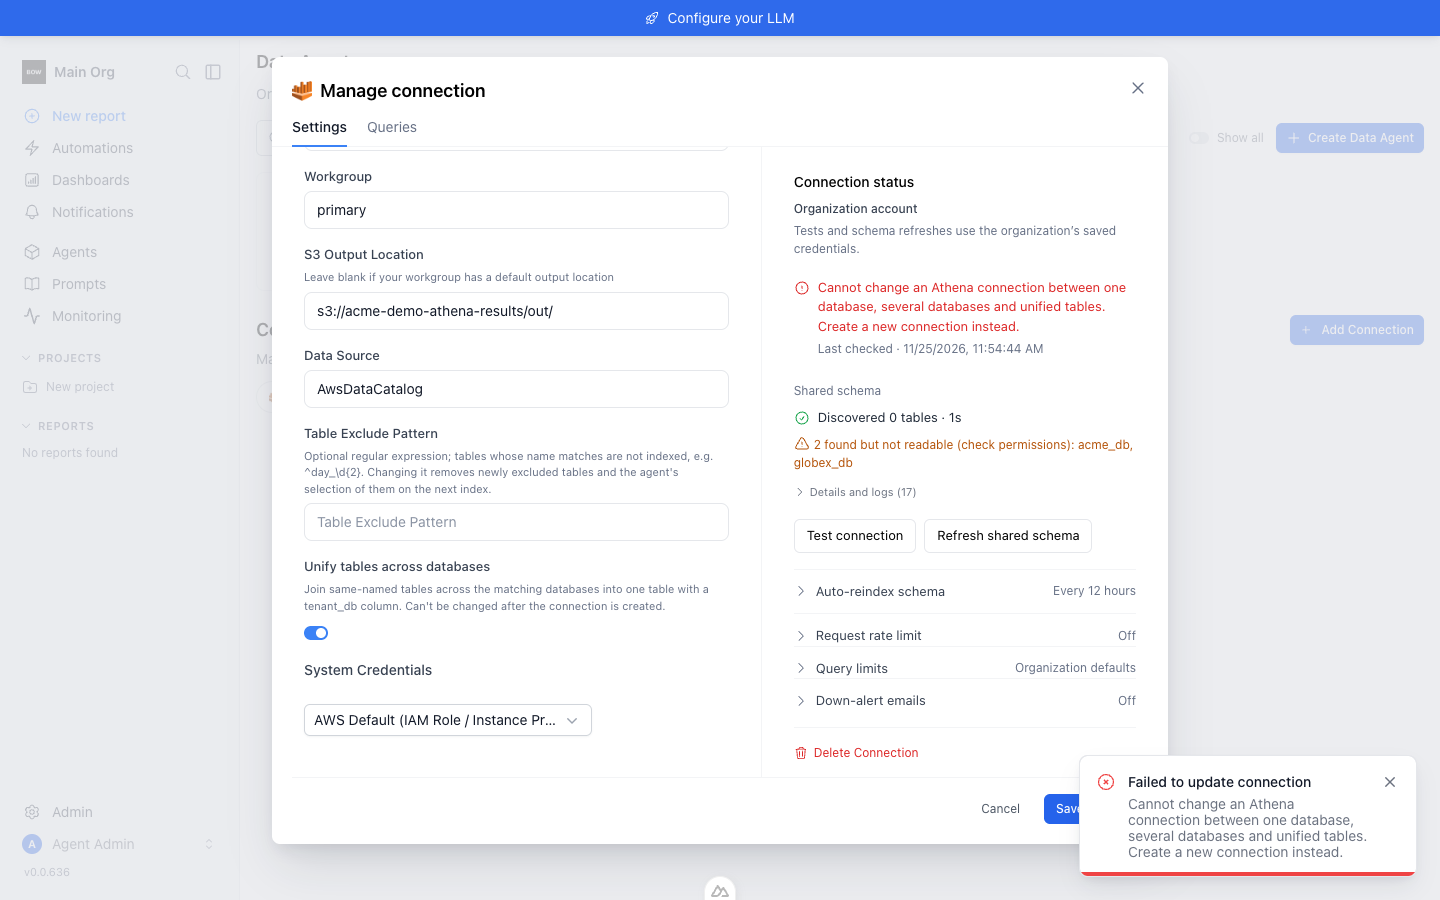 Configure your LLM
BOW
Main Org
New report
Automations
Dashboards
Notifications
Agents
Prompts
Monitoring
PROJECTS
New project
REPORTS
No reports found
Admin
A
Agent Admin
v0.0.636
Show all
Create Data Agent
Add Connection
Manage connection
Settings
Queries
Workgroup
primary
S3 Output Location
Leave blank if your workgroup has a default output location
s3://acme-demo-athena-results/out/
Data Source
AwsDataCatalog
Table Exclude Pattern
Optional regular expression; tables whose name matches are not indexed, e.g.
^day_\d{2}. Changing it removes newly excluded tables and the agent's
selection of them on the next index.
Table Exclude Pattern
Unify tables across databases
Join same-named tables across the matching databases into one table with a
tenant_db column. Can't be changed after the connection is created.
System Credentials
AWS Default (IAM Role / Instance Pr...
Connection status
Organization account
Tests and schema refreshes use the organization's saved
credentials.
Cannot change an Athena connection between one
database, several databases and unified tables.
Create a new connection instead.
Last checked · 11/25/2026, 11:54:44 AM
Shared schema
Discovered 0 tables · 1s
2 found but not readable (check permissions): acme_db,
globex_db
Details and logs (17)
Test connection
Refresh shared schema
Auto-reindex schema
Every 12 hours
Request rate limit
Off
Query limits
Organization defaults
Down-alert emails
Off
Delete Connection
Cancel
Save
Failed to update connection
Cannot change an Athena
connection between one database,
several databases and unified tables.
Create a new connection instead.